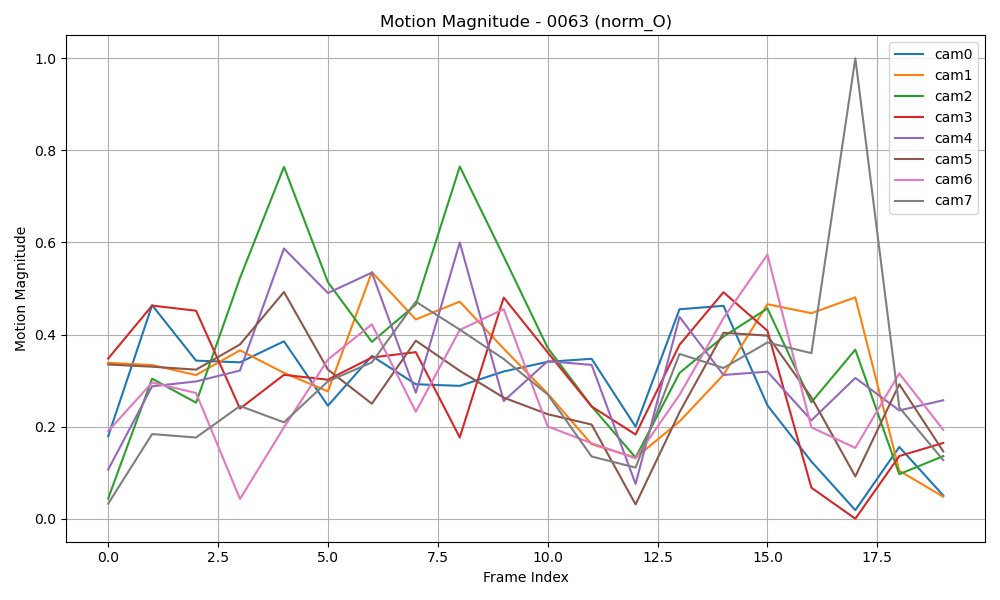 Motion Magnitude - 0063 (norm_O)
1.0
0.8
0.6
0.4
0.2
0.0
Motion Magnitude
0.0 2.5 5.0 7.5 10.0 12.5 15.0 17.5
Frame Index
cam0
cam1
cam2
cam3
cam4
cam5
cam6
cam7